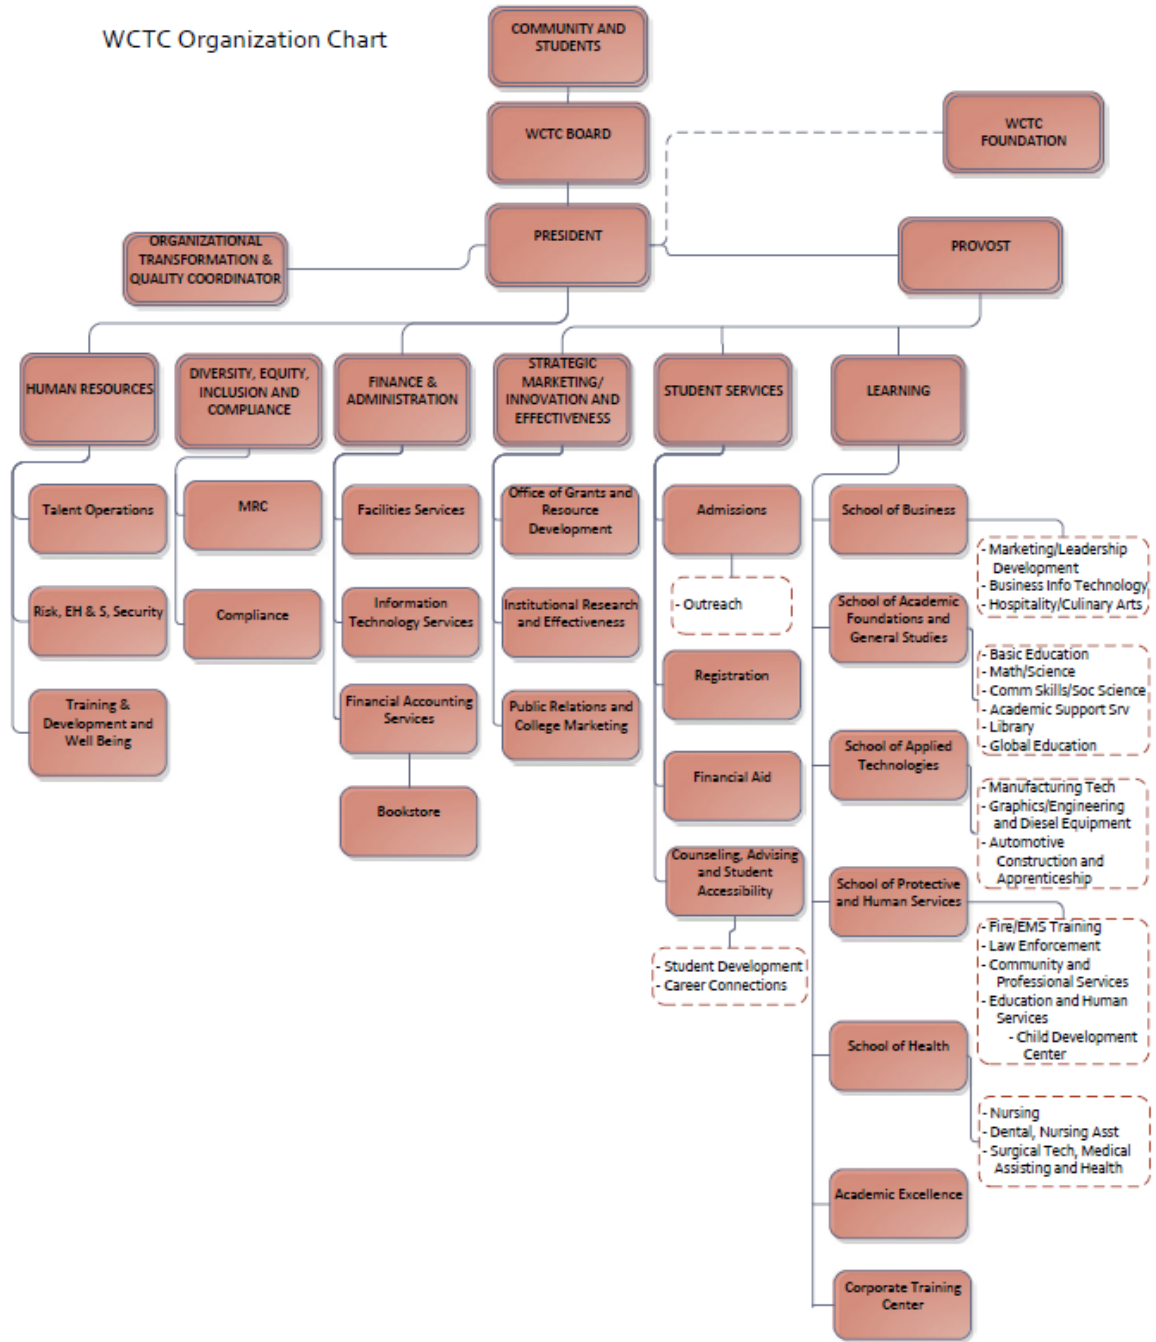 WCTC Organization Chart
COMMUNITY AND
STUDENTS
WCTC BOARD
WCTC
FOUNDATION
PRESIDENT
PROVOST
ORGANIZATIONAL
TRANSFORMATION &
QUALITY COORDINATOR
HUMAN RESOURCES
DIVERSITY, EQUITY,
INCLUSION AND
COMPLIANCE
FINANCE &
ADMINISTRATION
STRATEGIC
MARKETING/
INNOVATION AND
EFFECTIVENESS
STUDENT SERVICES
LEARNING
Talent Operations
Risk, EH & S, Security
Training &
Development and
Well Being
MRC
Compliance
Facilities Services
Information
Technology Services
Financial Accounting
Services
Bookstore
Office of Grants and
Resource
Development
Institutional Research
and Effectiveness
Public Relations and
College Marketing
Admissions
- Outreach
Registration
Financial Aid
Counseling, Advising
and Student
Accessibility
- Student Development
- Career Connections
School of Business
- Marketing/Leadership
Development
- Business Info Technology
- Hospitality/Culinary Arts
School of Academic
Foundations and
General Studies
- Basic Education
- Math/Science
- Comm Skills/Soc Science
- Academic Support Srv
- Library
- Global Education
School of Applied
Technologies
- Manufacturing Tech
- Graphics/Engineering
and Diesel Equipment
- Automotive
Construction and
Apprenticeship
School of Protective
and Human Services
- Fire/EMS Training
- Law Enforcement
- Community and
Professional Services
- Education and Human
Services
- Child Development
Center
School of Health
- Nursing
- Dental, Nursing Asst
- Surgical Tech, Medical
Assisting and Health
Academic Excellence
Corporate Training
Center